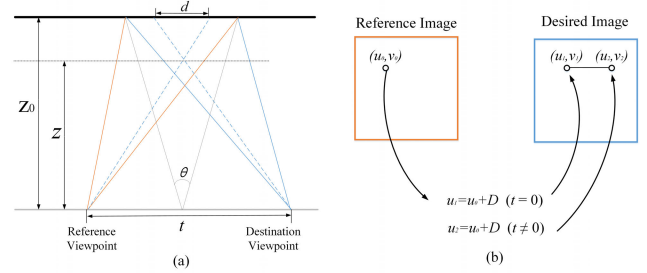 d
Z0
z
θ
t
Reference
Viewpoint
Destination
Viewpoint
(a)
Reference Image
Desired Image
(u₀,v₀)
(u₁,v₁)
(u₂,v₂)
u₁=u₀+D (t = 0)
u₂=u₀+D (t ≠ 0)
(b)